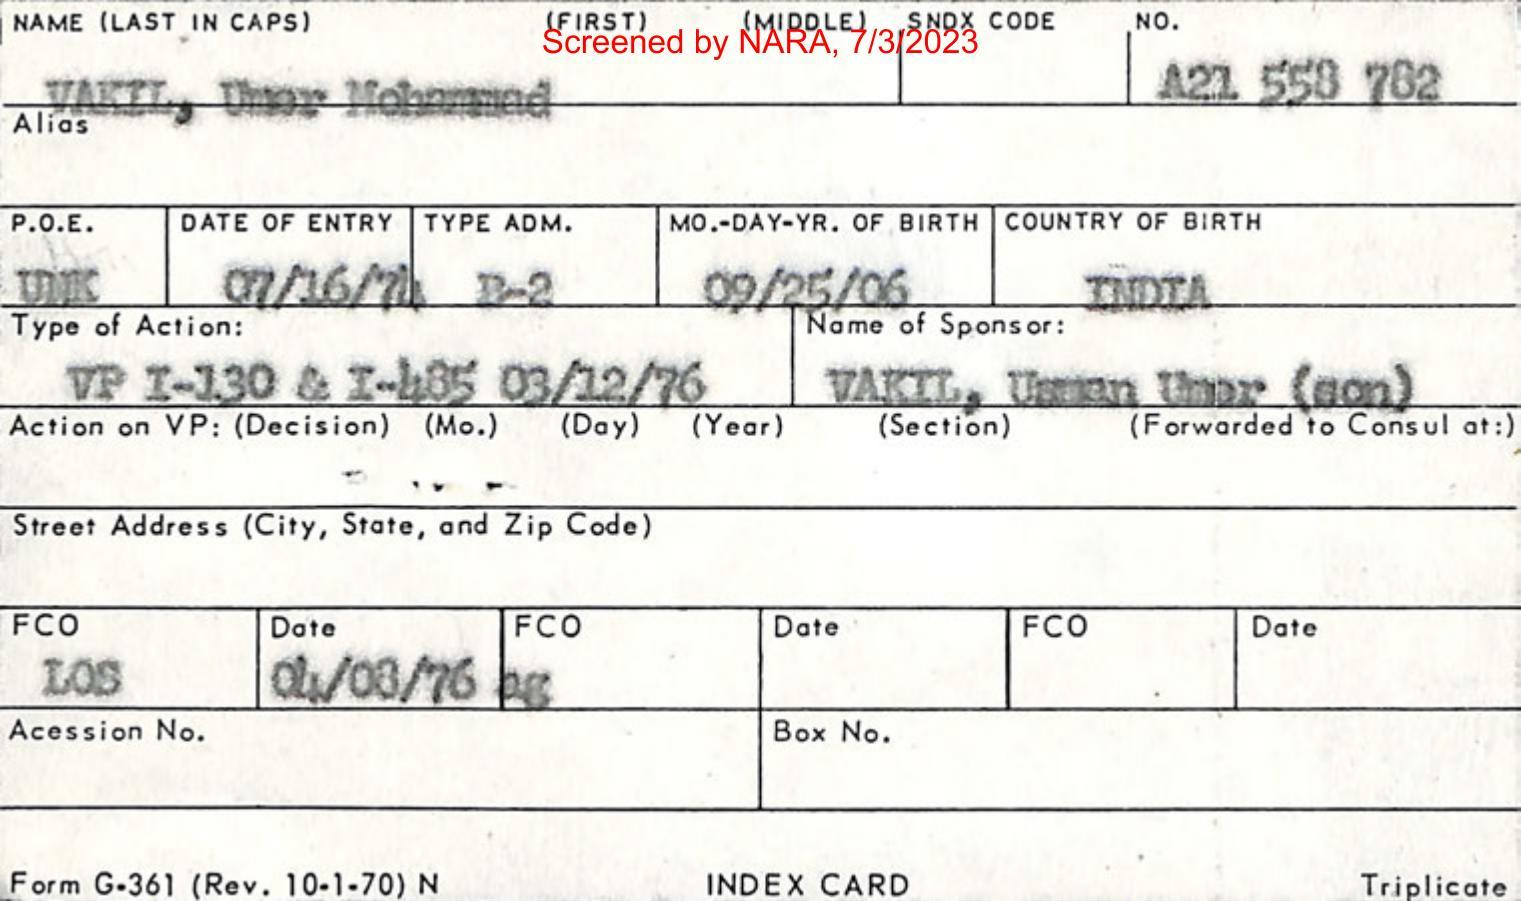 NAME (LAST IN CAPS) (FIRST) (MIDDLE) SNDX CODE NO.
Screened by NARA, 7/3/2023
VAKIL, Umar Mohammad A21 558 782
Alias
P.O.E. DATE OF ENTRY TYPE ADM. MO.-DAY-YR. OF BIRTH COUNTRY OF BIRTH
UNK 07/16/74 B-2 09/25/06 INDIA
Type of Action: Name of Sponsor:
VP I-130 & I-485 03/12/76 VAKIL, Usman Umar (son)
Action on VP: (Decision) (Mo.) (Day) (Year) (Section) (Forwarded to Consul at:)
Street Address (City, State, and Zip Code)
FCO Date FCO Date FCO Date
LOS 04/08/76 ag
Acession No. Box No.
Form G-361 (Rev. 10-1-70) N INDEX CARD Triplicate